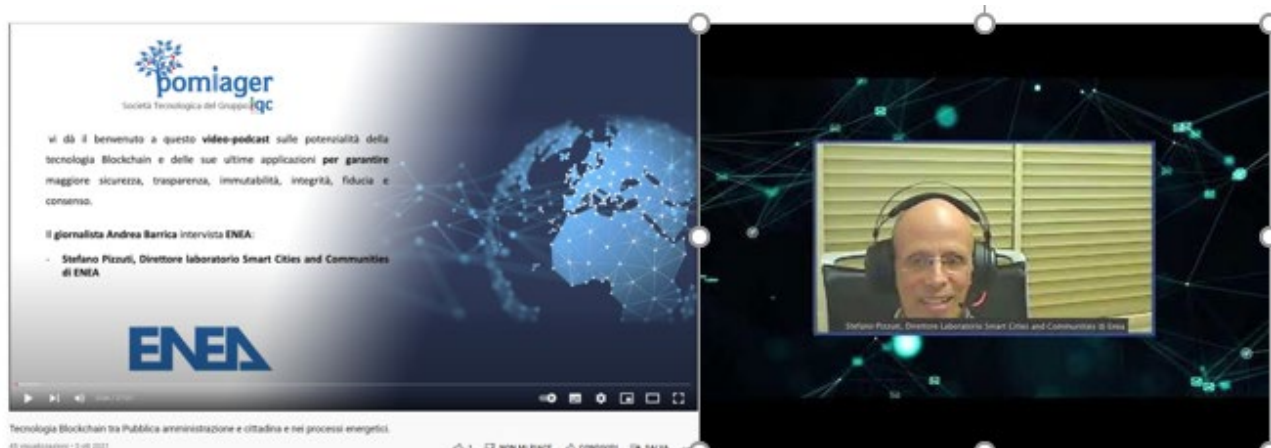 pomiager
Società Tecnologica del Gruppo iqc
vi dà il benvenuto a questo video-podcast sulle potenzialità della
tecnologia Blockchain e delle sue ultime applicazioni per garantire
maggiore sicurezza, trasparenza, immutabilità, integrità, fiducia e
consenso.
Il giornalista Andrea Barrica intervista ENEA:
- Stefano Pizzuti, Direttore laboratorio Smart Cities and Communities
di ENEA
ENEA
Tecnologia Blockchain tra Pubblica amministrazione e cittadina e nei processi energetici.
Stefano Pizzuti, Direttore Laboratorio Smart Cities and Communities di Enea